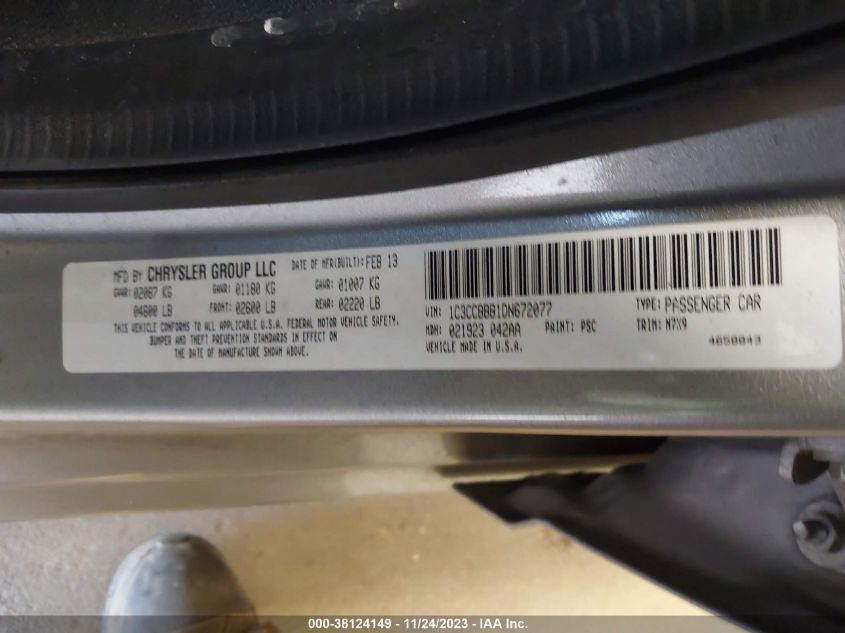 MFD BY CHRYSLER GROUP LLC DATE OF MFR(BUILT): FEB 13
GVWR: 02087 KG GAWR: 01180 KG GAWR: 01007 KG
04600 LB FRONT: 02600 LB REAR: 02220 LB
THIS VEHICLE CONFORMS TO ALL APPLICABLE U.S.A. FEDERAL MOTOR VEHICLE SAFETY,
BUMPER AND THEFT PREVENTION STANDARDS IN EFFECT ON
THE DATE OF MANUFACTURE SHOWN ABOVE.
VIN: 1C3CCBBB1DN672077 TYPE: PASSENGER CAR
MDH: 021923 042AA PAINT: PSC TRIM: N7X9
VEHICLE MADE IN U.S.A. 4650043
000-38124149 - 11/24/2023 - IAA Inc.